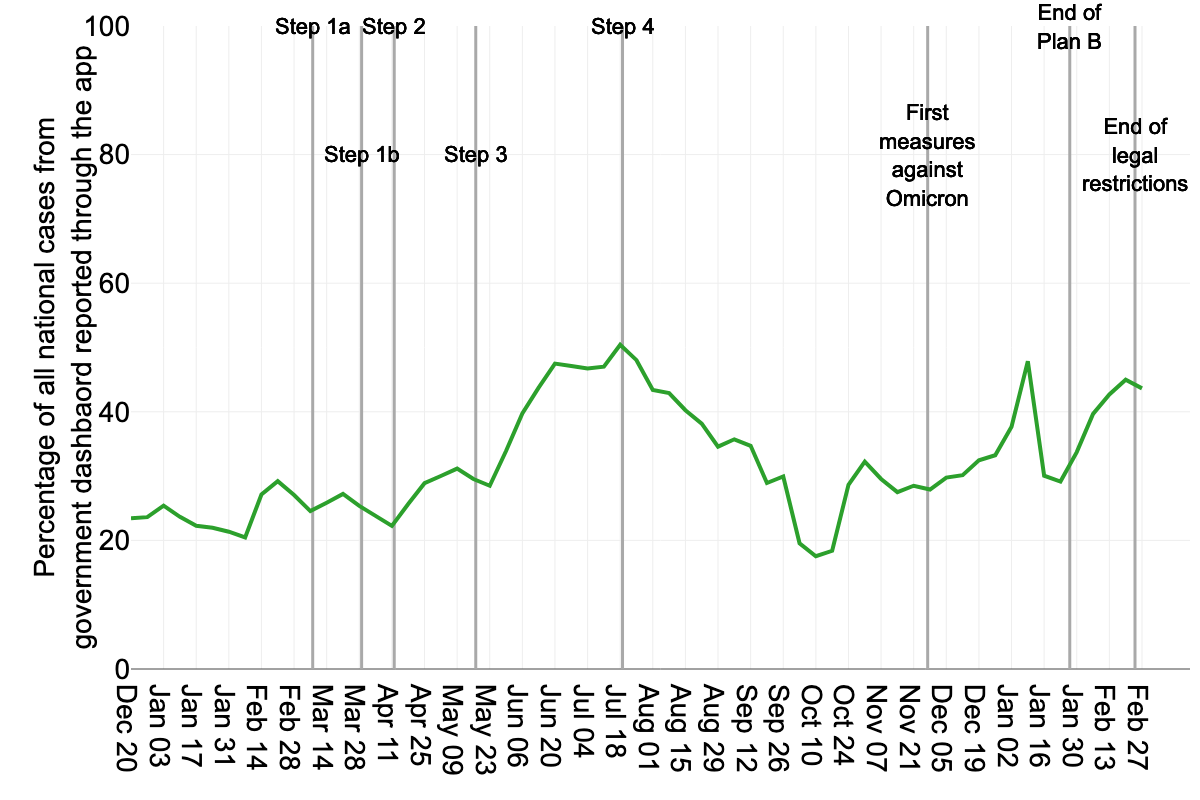 Percentage of all national cases from
government dashbaord reported through the app
100
80
60
40
20
0
Step 1a
Step 2
Step 4
End of
Plan B
Step 1b
Step 3
First
measures
against
Omicron
End of
legal
restrictions
Dec 20
Jan 03
Jan 17
Jan 31
Feb 14
Feb 28
Mar 14
Mar 28
Apr 11
Apr 25
May 09
May 23
Jun 06
Jun 20
Jul 04
Jul 18
Aug 01
Aug 15
Aug 29
Sep 12
Sep 26
Oct 10
Oct 24
Nov 07
Nov 21
Dec 05
Dec 19
Jan 02
Jan 16
Jan 30
Feb 13
Feb 27